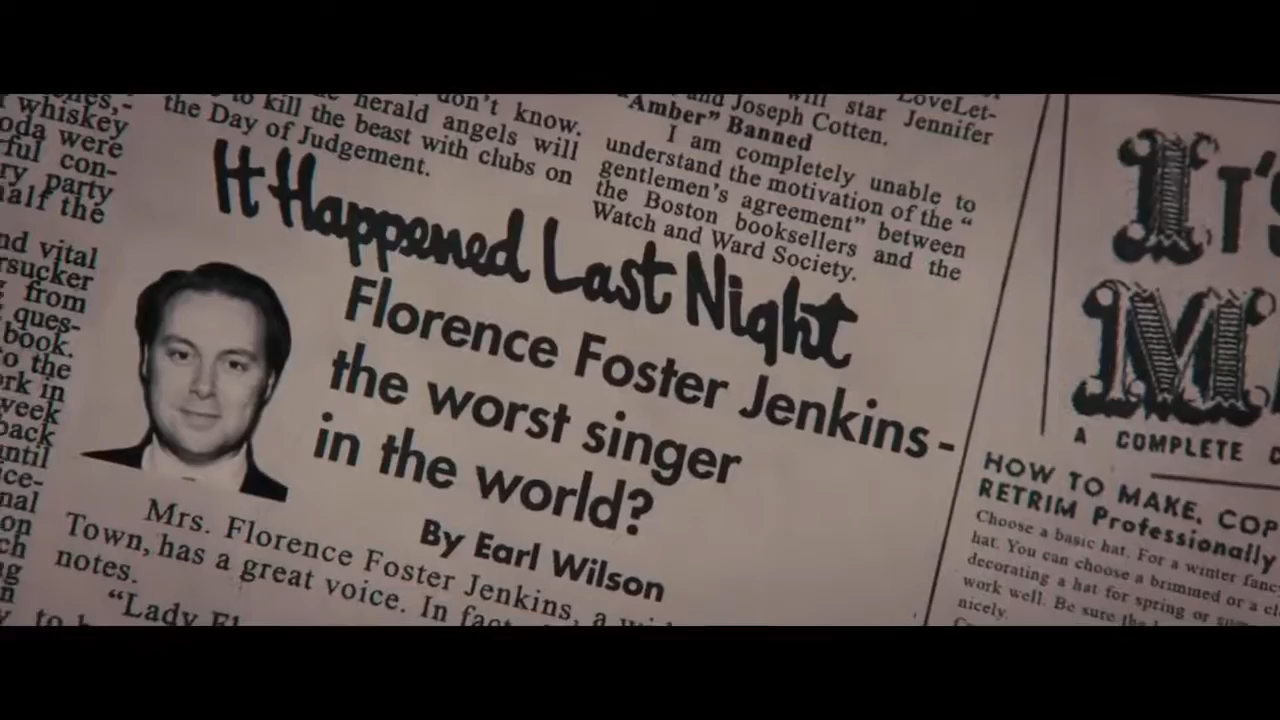 whiskey
oda were
rful con-
ry party
half the
nd vital
rsucker
from
ques-
book.
to the
rk in
week
back
until
ice-
nal
on
ch
ng
to kill the herald angels will
the Day of Judgement.
don't know.
the beast with clubs on
and Joseph Cotten.
will star Jennifer
LoveLet-
"Amber" Banned
I am completely unable to
understand the motivation of the "
gentlemen's agreement" between
the Boston booksellers and the
Watch and Ward Society.
It Happened Last Night
Florence Foster Jenkins-
the worst singer
in the world?
By Earl Wilson
Mrs. Florence Foster Jenkins, a
Town, has a great voice. In fact
notes.
"Lady
IT'S
M
A COMPLETE
HOW TO MAKE, COP
RETRIM Professionally
Choose a basic hat. For a winter fanc
hat. You can choose a brimmed or a cl
decorating a hat for spring or
work well. Be sure the
nicely.